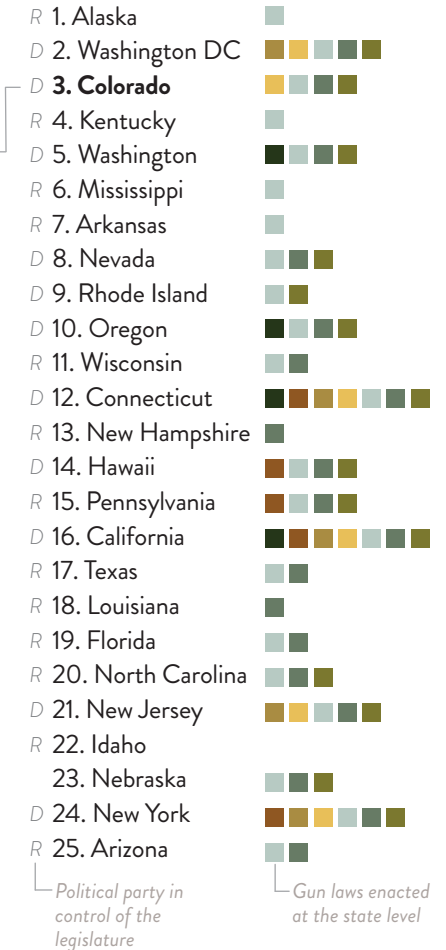 R 1. Alaska
D 2. Washington DC
D 3. Colorado
R 4. Kentucky
D 5. Washington
R 6. Mississippi
R 7. Arkansas
D 8. Nevada
D 9. Rhode Island
D 10. Oregon
R 11. Wisconsin
D 12. Connecticut
R 13. New Hampshire
D 14. Hawaii
R 15. Pennsylvania
D 16. California
R 17. Texas
R 18. Louisiana
R 19. Florida
R 20. North Carolina
D 21. New Jersey
R 22. Idaho
23. Nebraska
D 24. New York
R 25. Arizona
Political party in
control of the
legislature
Gun laws enacted
at the state level